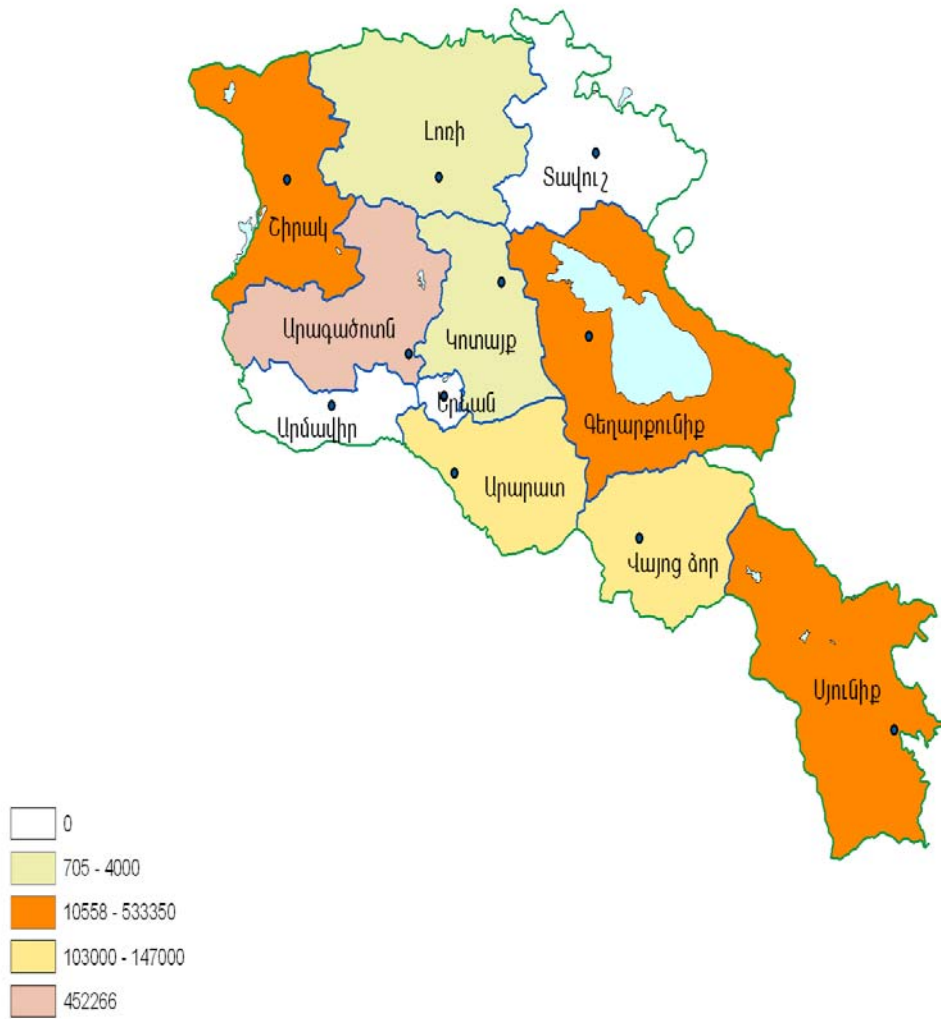 Լոռի
Տավուշ
Շիրակ
Արագածոտն
Կոտայք
Երևան
Արմավիր
Գեղարքունիք
Արարատ
Վայոց ձոր
Սյունիք
0
705 - 4000
10558 - 533350
103000 - 147000
452266